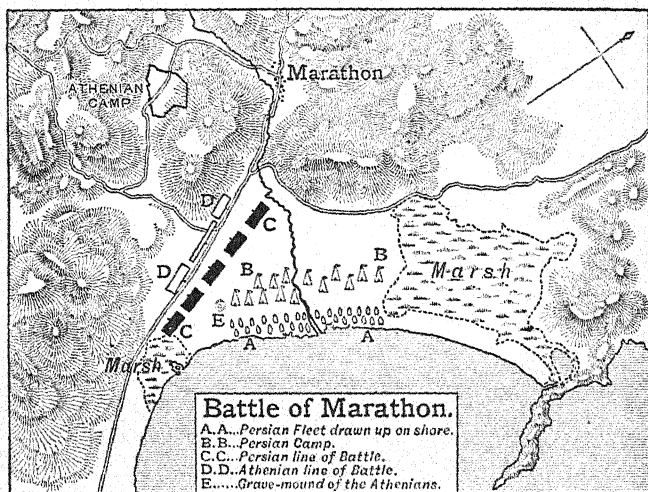 Marathon
ATHENIAN
CAMP
D
C
B
B
Marsh
D
E
C
A
A
Marsh
Battle of Marathon.
A.A...Persian Fleet drawn up on shore.
B.B...Persian Camp.
C.C...Persian line of Battle.
D.D..Athenian line of Battle.
E.....Grave-mound of the Athenians.